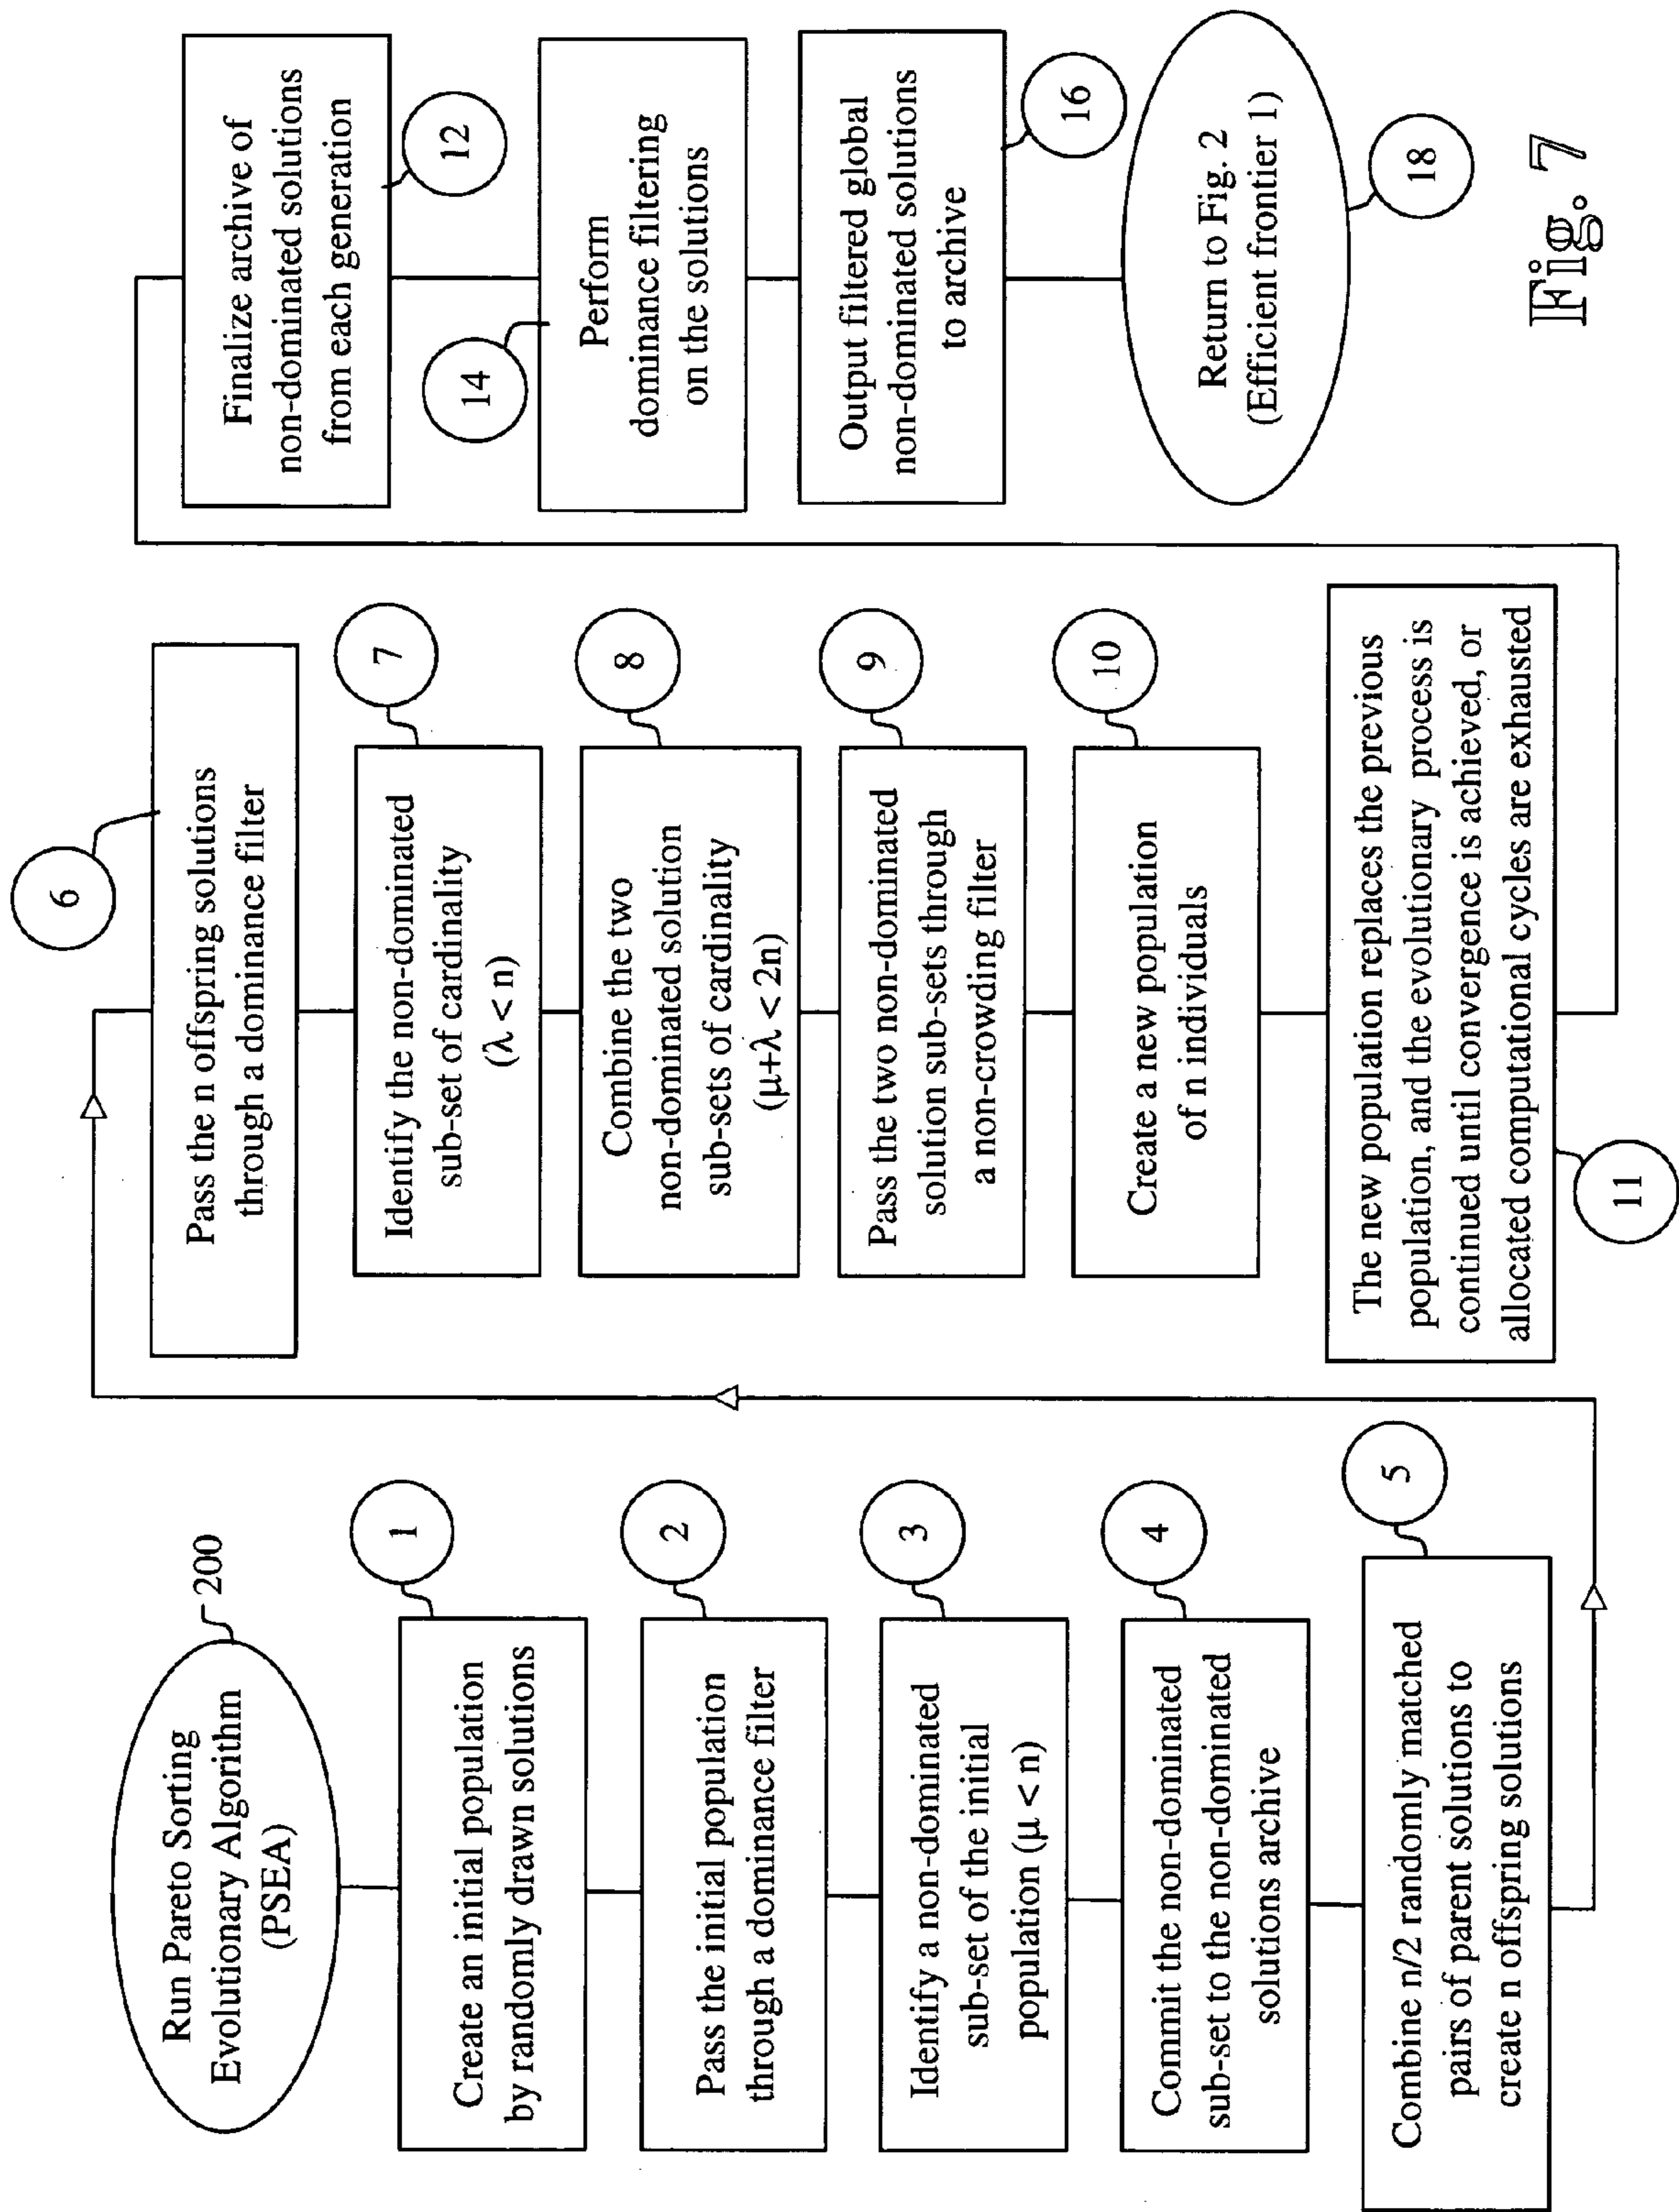 Run Pareto Sorting
Evolutionary Algorithm
(PSEA)
200
Create an initial population
by randomly drawn solutions
1
Pass the initial population
through a dominance filter
2
Identify a non-dominated
sub-set of the initial
population (μ < n)
3
Commit the non-dominated
sub-set to the non-dominated
solutions archive
4
Combine n/2 randomly matched
pairs of parent solutions to
create n offspring solutions
5
6
Pass the n offspring solutions
through a dominance filter
Identify the non-dominated
sub-set of cardinality
(λ < n)
7
Combine the two
non-dominated solution
sub-sets of cardinality
(μ+λ < 2n)
8
Pass the two non-dominated
solution sub-sets through
a non-crowding filter
9
Create a new population
of n individuals
10
The new population replaces the previous
population, and the evolutionary process is
continued until convergence is achieved, or
allocated computational cycles are exhausted
11
Finalize archive of
non-dominated solutions
from each generation
12
14
Perform
dominance filtering
on the solutions
Output filtered global
non-dominated solutions
to archive
16
Return to Fig. 2
(Efficient frontier 1)
18
Fig. 7